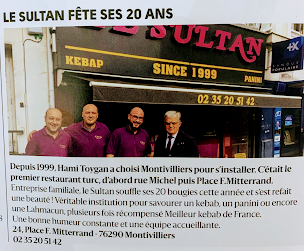 LE SULTAN FÊTE SES 20 ANS
LE SULTAN
KEBAP
SINCE 1999
PANINI
BANQUE
POPULAIRE
02 35 20 51 42
Depuis 1999, Hami Toygan a choisi Montivilliers pour s'installer. C'était le
premier restaurant turc, d'abord rue Michel puis Place F. Mitterrand.
Entreprise familiale, le Sultan souffle ses 20 bougies cette année et s'est refait
une beauté ! Véritable institution pour savourer un kebab, un panini ou encore
une Lahmacun, plusieurs fois récompensé Meilleur kebab de France.
Une bonne humeur constante et une équipe accueillante.
24, Place F. Mitterrand - 76290 Montivilliers
02 35 20 51 42